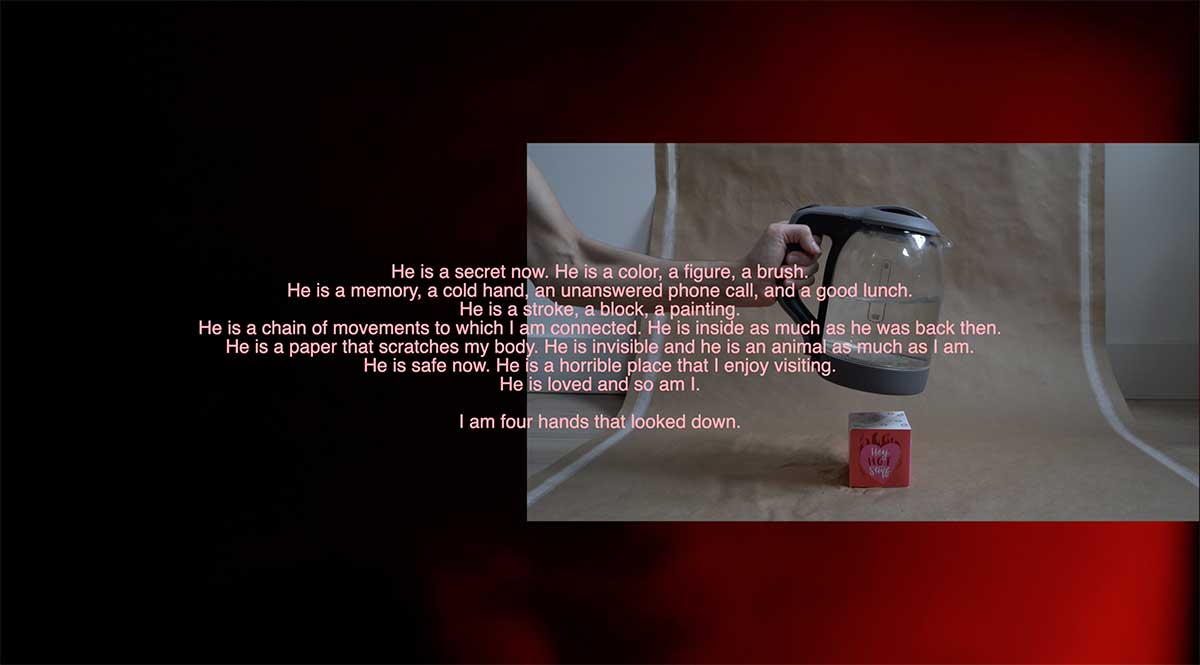 He is a secret now. He is a color, a figure, a brush.
He is a memory, a cold hand, an unanswered phone call, and a good lunch.
He is a stroke, a block, a painting.
He is a chain of movements to which I am connected. He is inside as much as he was back then.
He is a paper that scratches my body. He is invisible and he is an animal as much as I am.
He is safe now. He is a horrible place that I enjoy visiting.
He is loved and so am I.
I am four hands that looked down.
Hey
HOT
Stuff